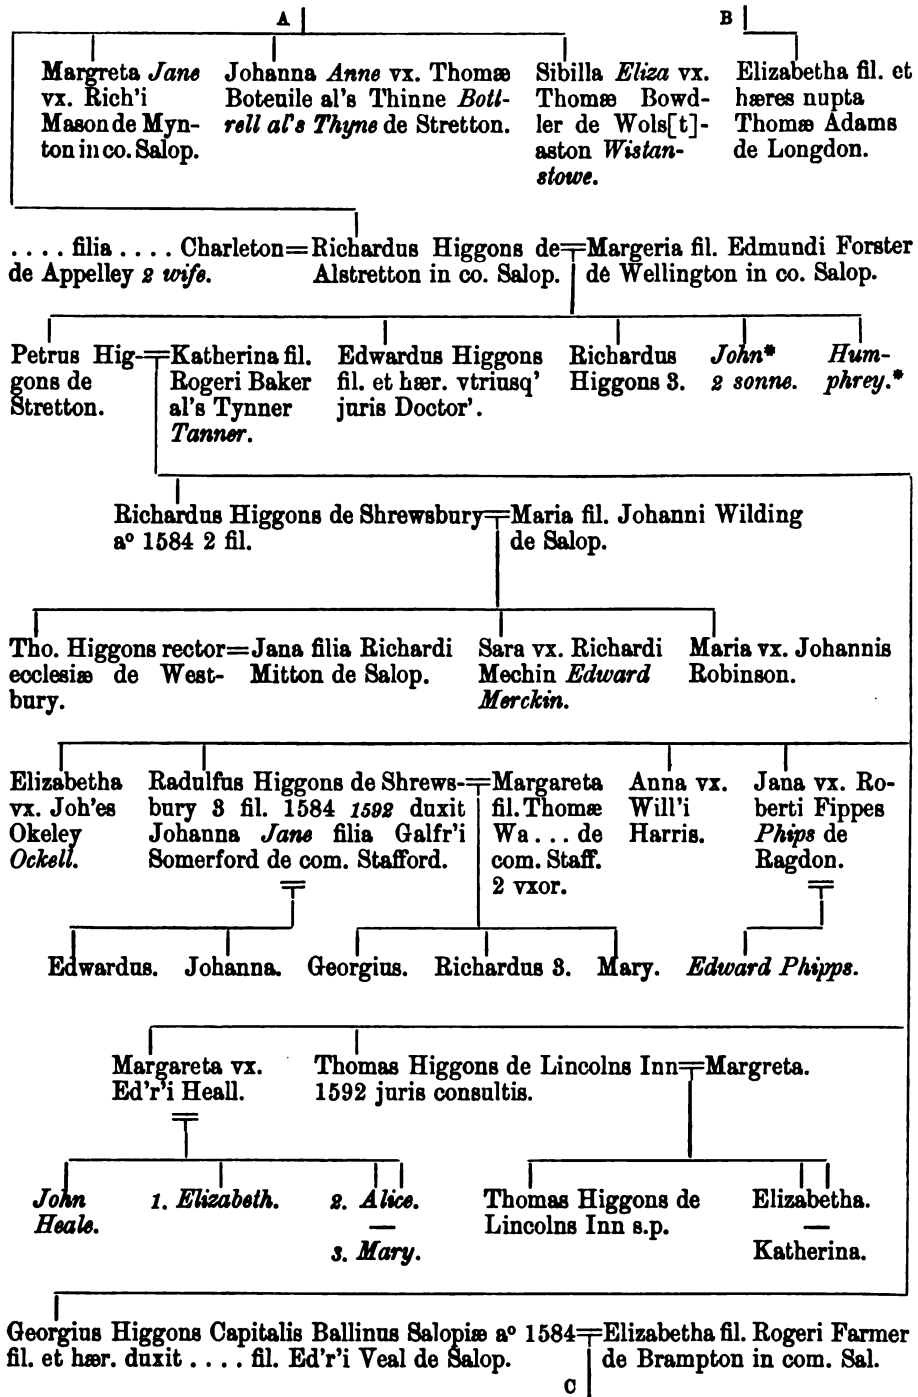 A
B
Margreta Jane
vx. Rich'i
Mason de Myn-
ton in co. Salop.
Johanna Anne vx. Thomæ
Boteuile al's Thinne Bott-
rell al's Thyne de Stretton.
Sibilla Eliza vx.
Thomæ Bowd-
ler de Wols[t]-
aston Wistan-
stowe.
Elizabetha fil. et
hæres nupta
Thomæ Adams
de Longdon.
. . . . filia . . . . Charleton
de Appelley 2 wife.
Richardus Higgons de
Alstretton in co. Salop.
Margeria fil. Edmundi Forster
de Wellington in co. Salop.
Petrus Hig-
gons de
Stretton.
Katherina fil.
Rogeri Baker
al's Tynner
Tanner.
Edwardus Higgons
fil. et hær. vtriusq'
juris Doctor'.
Richardus
Higgons 3.
John*
2 sonne.
Hum-
phrey.*
Richardus Higgons de Shrewsbury
aº 1584 2 fil.
Maria fil. Johanni Wilding
de Salop.
Tho. Higgons rector
ecclesiæ de West-
bury.
Jana filia Richardi
Mitton de Salop.
Sara vx. Richardi
Mechin Edward
Merckin.
Maria vx. Johannis
Robinson.
Elizabetha
vx. Joh'es
Okeley
Ockell.
Radulfus Higgons de Shrews-
bury 3 fil. 1584 1592 duxit
Johanna Jane filia Galfr'i
Somerford de com. Stafford.
Margareta
fil. Thomæ
Wa . . . de
com. Staff.
2 vxor.
Anna vx.
Will'i
Harris.
Jana vx. Ro-
berti Fippes
Phips de
Ragdon.
Edwardus.
Johanna.
Georgius.
Richardus 3.
Mary.
Edward Phipps.
Margareta vx.
Ed'r'i Heall.
Thomas Higgons de Lincolns Inn
1592 juris consultis.
Margreta.
John
Heale.
1. Elizabeth.
2. Alice.
—
3. Mary.
Thomas Higgons de
Lincolns Inn s.p.
Elizabetha.
—
Katherina.
Georgius Higgons Capitalis Ballinus Salopiæ aº 1584
fil. et hær. duxit . . . . fil. Ed'r'i Veal de Salop.
Elizabetha fil. Rogeri Farmer
de Brampton in com. Sal.
C